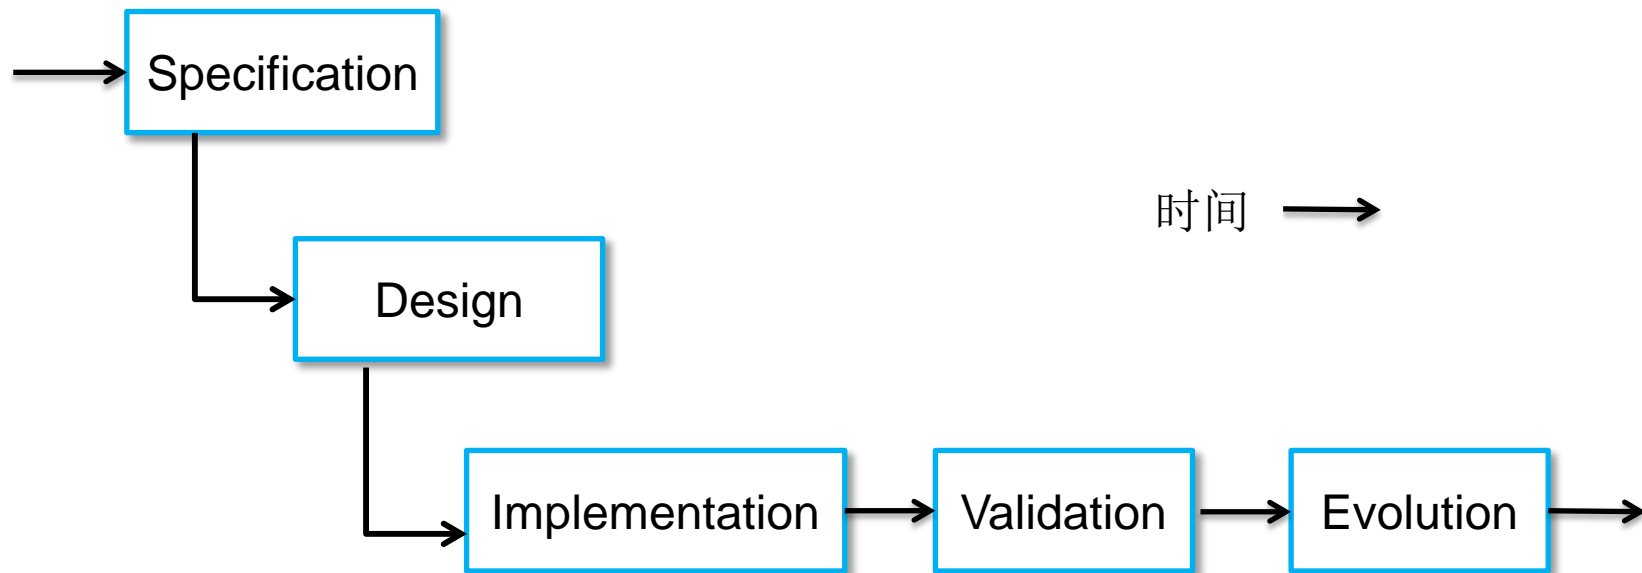 Specification
时间
Design
Implementation
Validation
Evolution